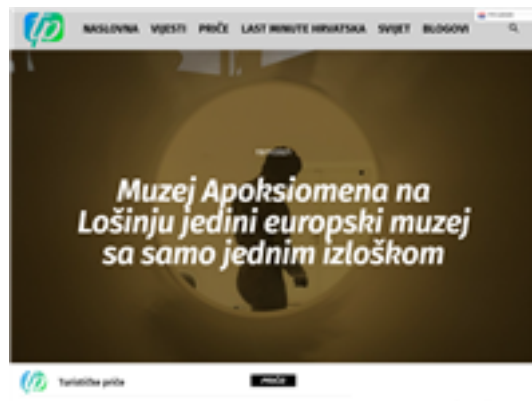 NASLOVNA VIJESTI PRIČE LAST MINUTE HRVATSKA SVIJET BLOGOVI
Muzej Apoksiomena na
Lošinju jedini europski muzej
sa samo jednim izloškom
Turističke priče PRIČE